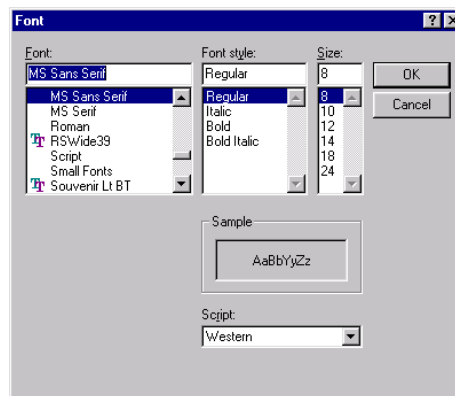 Font
Font: Font style: Size:
MS Sans Serif Regular 8 OK
MS Sans Serif Regular 8 Cancel
MS Serif Italic 10
Roman Bold 12
RSWide39 Bold Italic 14
Script 18
Small Fonts 24
Souvenir Lt BT
Sample
AaBbYyZz
Script:
Western